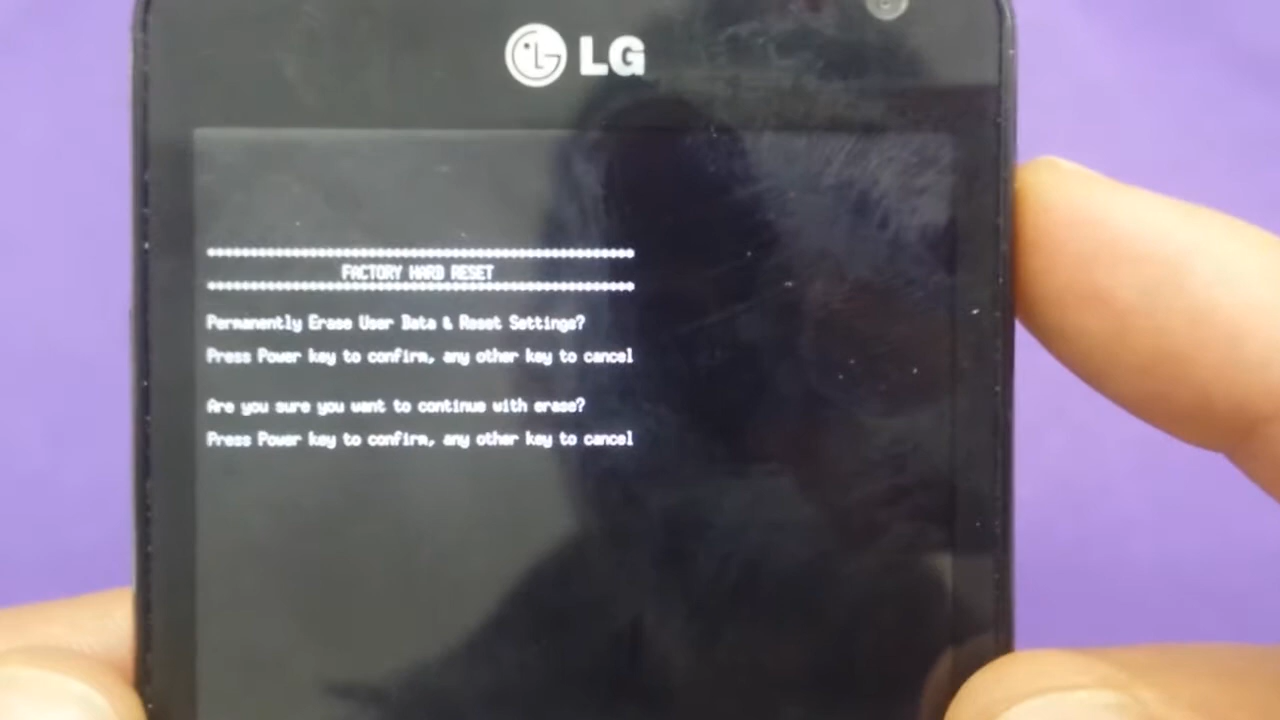 LG
FACTORY HARD RESET
Permanently Erase User Data & Reset Settings?
Press Power key to confirm, any other key to cancel
Are you sure you want to continue with erase?
Press Power key to confirm, any other key to cancel